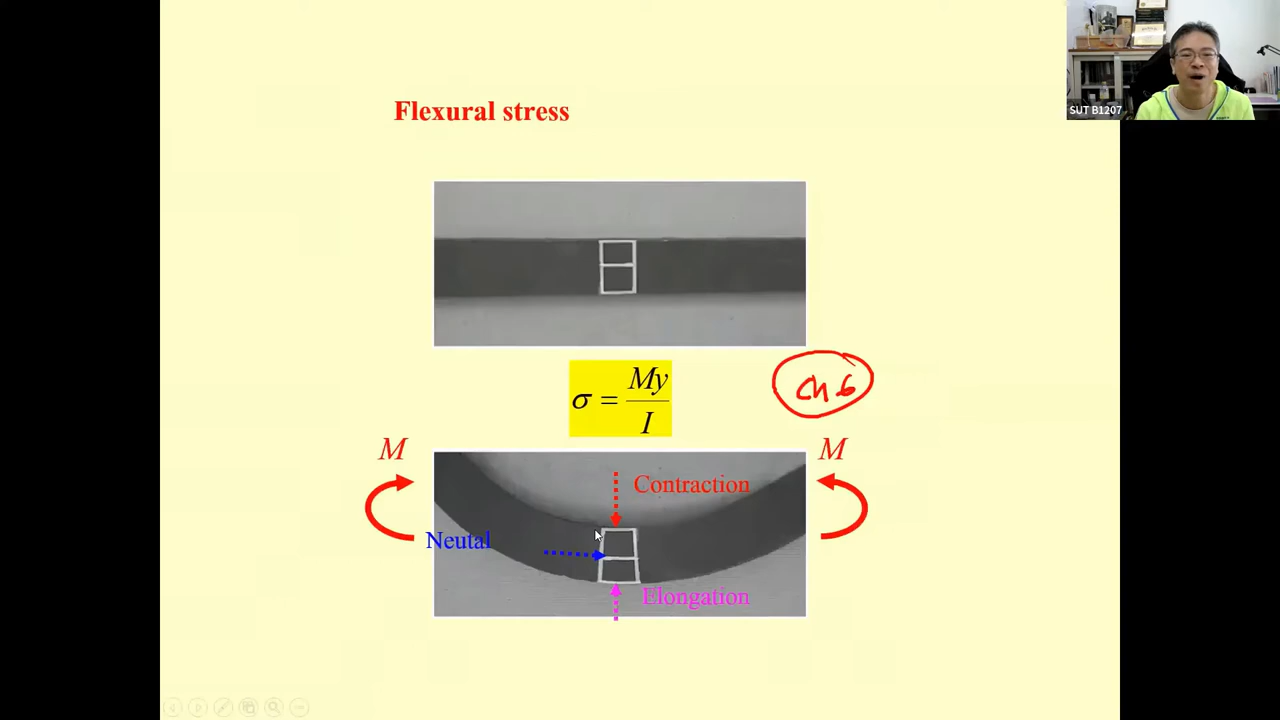 SUT B1207
Flexural stress
σ = My / I
ch 6
M
M
Contraction
Neutal
Elongation